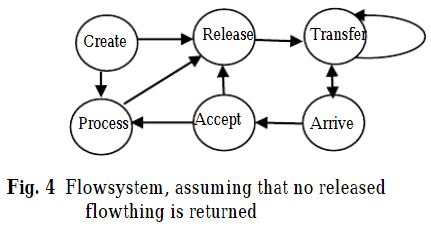 Create
Release
Transfer
Process
Accept
Arrive
Fig. 4 Flowsystem, assuming that no released
flowthing is returned